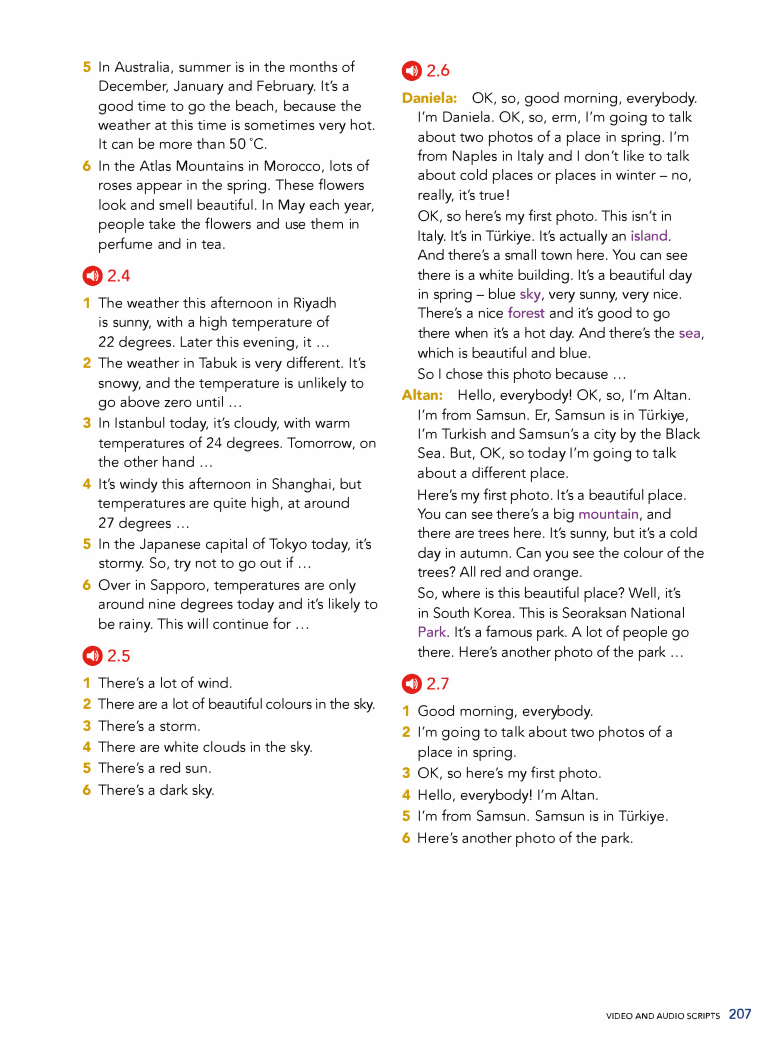 5 In Australia, summer is in the months of
December, January and February. It's a
good time to go the beach, because the
weather at this time is sometimes very hot.
It can be more than 50 ˚C.
6 In the Atlas Mountains in Morocco, lots of
roses appear in the spring. These flowers
look and smell beautiful. In May each year,
people take the flowers and use them in
perfume and in tea.
2.4
1 The weather this afternoon in Riyadh
is sunny, with a high temperature of
22 degrees. Later this evening, it …
2 The weather in Tabuk is very different. It's
snowy, and the temperature is unlikely to
go above zero until …
3 In Istanbul today, it's cloudy, with warm
temperatures of 24 degrees. Tomorrow, on
the other hand …
4 It's windy this afternoon in Shanghai, but
temperatures are quite high, at around
27 degrees …
5 In the Japanese capital of Tokyo today, it's
stormy. So, try not to go out if …
6 Over in Sapporo, temperatures are only
around nine degrees today and it's likely to
be rainy. This will continue for …
2.5
1 There's a lot of wind.
2 There are a lot of beautiful colours in the sky.
3 There's a storm.
4 There are white clouds in the sky.
5 There's a red sun.
6 There's a dark sky.
2.6
Daniela: OK, so, good morning, everybody.
I'm Daniela. OK, so, erm, I'm going to talk
about two photos of a place in spring. I'm
from Naples in Italy and I don't like to talk
about cold places or places in winter – no,
really, it's true!
OK, so here's my first photo. This isn't in
Italy. It's in Türkiye. It's actually an island.
And there's a small town here. You can see
there is a white building. It's a beautiful day
in spring – blue sky, very sunny, very nice.
There's a nice forest and it's good to go
there when it's a hot day. And there's the sea,
which is beautiful and blue.
So I chose this photo because …
Altan: Hello, everybody! OK, so, I'm Altan.
I'm from Samsun. Er, Samsun is in Türkiye,
I'm Turkish and Samsun's a city by the Black
Sea. But, OK, so today I'm going to talk
about a different place.
Here's my first photo. It's a beautiful place.
You can see there's a big mountain, and
there are trees here. It's sunny, but it's a cold
day in autumn. Can you see the colour of the
trees? All red and orange.
So, where is this beautiful place? Well, it's
in South Korea. This is Seoraksan National
Park. It's a famous park. A lot of people go
there. Here's another photo of the park …
2.7
1 Good morning, everybody.
2 I'm going to talk about two photos of a
place in spring.
3 OK, so here's my first photo.
4 Hello, everybody! I'm Altan.
5 I'm from Samsun. Samsun is in Türkiye.
6 Here's another photo of the park.
VIDEO AND AUDIO SCRIPTS 207